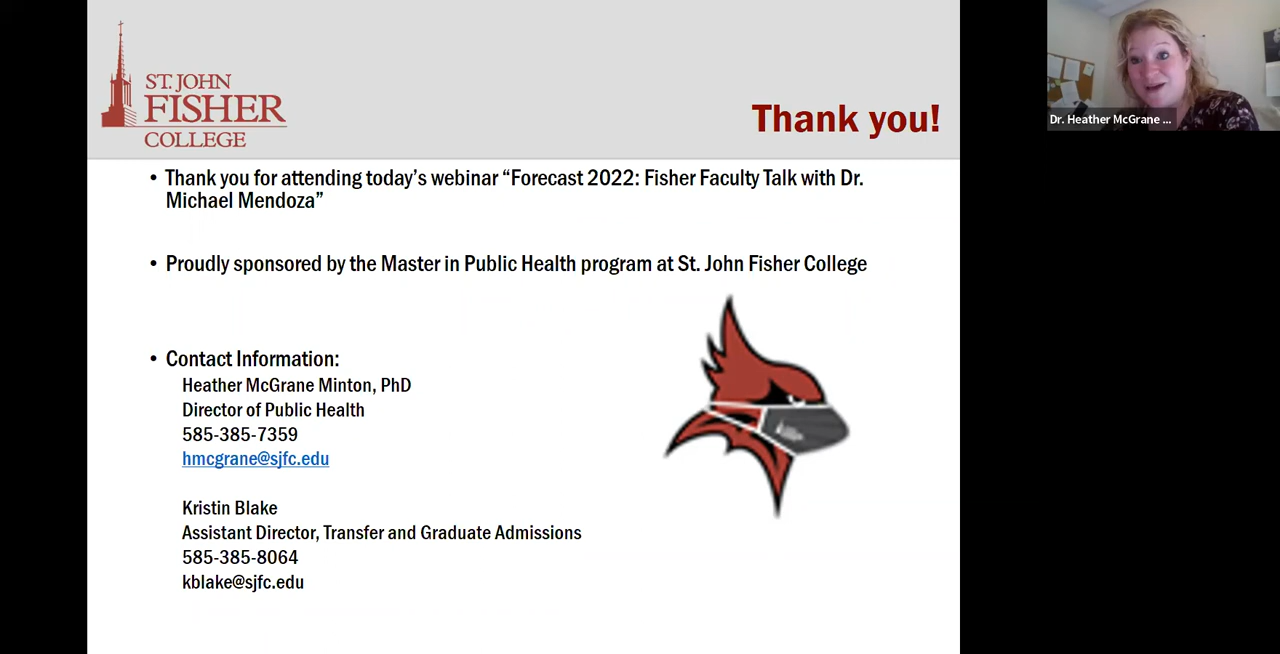 ST. JOHN
FISHER
COLLEGE
Thank you!
Dr. Heather McGrane ...
• Thank you for attending today’s webinar “Forecast 2022: Fisher Faculty Talk with Dr.
Michael Mendoza”
• Proudly sponsored by the Master in Public Health program at St. John Fisher College
• Contact Information:
Heather McGrane Minton, PhD
Director of Public Health
585-385-7359
hmcgrane@sjfc.edu
Kristin Blake
Assistant Director, Transfer and Graduate Admissions
585-385-8064
kblake@sjfc.edu